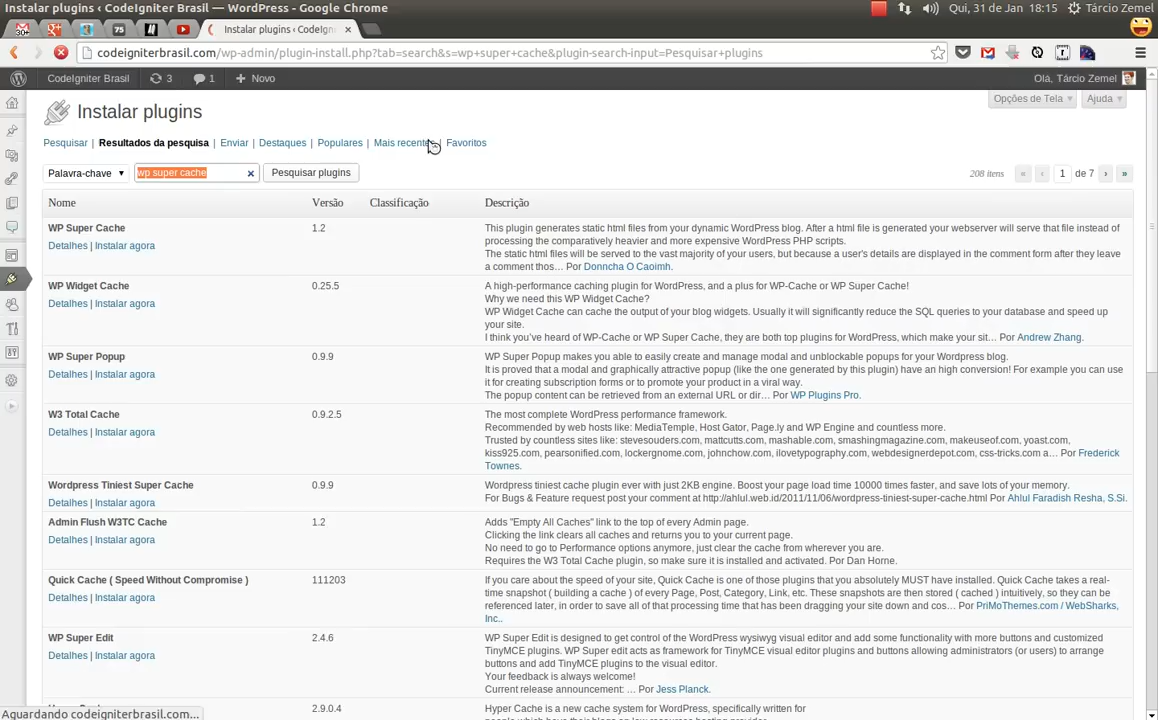 Instalar plugins ‹ CodeIgniter Brasil — WordPress - Google Chrome
Qui, 31 de Jan 18:15 Tárcio Zemel
30+ 75 Instalar plugins ‹ CodeIgn ×
codeigniterbrasil.com/wp-admin/plugin-install.php?tab=search&s=wp+super+cache&plugin-search-input=Pesquisar+plugins
CodeIgniter Brasil 3 1 + Novo Olá, Tárcio Zemel
Instalar plugins Opções de Tela ▾ Ajuda ▾
Pesquisar | Resultados da pesquisa | Enviar | Destaques | Populares | Mais recente | Favoritos
Palavra-chave ▾ wp super cache × Pesquisar plugins 208 itens « ‹ 1 de 7 › »
Nome Versão Classificação Descrição
WP Super Cache 1.2 This plugin generates static html files from your dynamic WordPress blog. After a html file is generated your webserver will serve that file instead of
Detalhes | Instalar agora processing the comparatively heavier and more expensive WordPress PHP scripts.
The static html files will be served to the vast majority of your users, but because a user's details are displayed in the comment form after they leave
a comment thos… Por Donncha O Caoimh.
WP Widget Cache 0.25.5 A high-performance caching plugin for WordPress, and a plus for WP-Cache or WP Super Cache!
Detalhes | Instalar agora Why we need this WP Widget Cache?
WP Widget Cache can cache the output of your blog widgets. Usually it will significantly reduce the SQL queries to your database and speed up
your site.
I think you've heard of WP-Cache or WP Super Cache, they are both top plugins for WordPress, which make your sit… Por Andrew Zhang.
WP Super Popup 0.9.9 WP Super Popup makes you able to easily create and manage modal and unblockable popups for your Wordpress blog.
Detalhes | Instalar agora It is proved that a modal and graphically attractive popup (like the one generated by this plugin) have an high conversion! For example you can use
it for creating subscription forms or to promote your product in a viral way.
The popup content can be retrieved from an external URL or dir… Por WP Plugins Pro.
W3 Total Cache 0.9.2.5 The most complete WordPress performance framework.
Detalhes | Instalar agora Recommended by web hosts like: MediaTemple, Host Gator, Page.ly and WP Engine and countless more.
Trusted by countless sites like: stevesouders.com, mattcutts.com, mashable.com, smashingmagazine.com, makeuseof.com, yoast.com,
kiss925.com, pearsonified.com, lockergnome.com, johnchow.com, ilovetypography.com, webdesignerdepot.com, css-tricks.com a… Por Frederick
Townes.
Wordpress Tiniest Super Cache 0.9.9 Wordpress tiniest cache plugin ever with just 2KB engine. Boost your page load time 10000 times faster, and save lots of your memory.
Detalhes | Instalar agora For Bugs & Feature request post your comment at http://ahlul.web.id/2011/11/06/wordpress-tiniest-super-cache.html Por Ahlul Faradish Resha, S.Si.
Admin Flush W3TC Cache 1.2 Adds "Empty All Caches" link to the top of every Admin page.
Detalhes | Instalar agora Clicking the link clears all caches and returns you to your current page.
No need to go to Performance options anymore, just clear the cache from wherever you are.
Requires the W3 Total Cache plugin, so make sure it is installed and activated. Por Dan Horne.
Quick Cache ( Speed Without Compromise ) 111203 If you care about the speed of your site, Quick Cache is one of those plugins that you absolutely MUST have installed. Quick Cache takes a real-
Detalhes | Instalar agora time snapshot ( building a cache ) of every Page, Post, Category, Link, etc. These snapshots are then stored ( cached ) intuitively, so they can be
referenced later, in order to save all of that processing time that has been dragging your site down and cos… Por PriMoThemes.com / WebSharks,
Inc..
WP Super Edit 2.4.6 WP Super Edit is designed to get control of the WordPress wysiwyg visual editor and add some functionality with more buttons and customized
Detalhes | Instalar agora TinyMCE plugins. WP Super edit acts as framework for TinyMCE visual editor plugins and buttons allowing administrators (or users) to arrange
buttons and add TinyMCE plugins to the visual editor.
Your feedback is always welcome!
Current release announcement: … Por Jess Planck.
2.9.0.4 Hyper Cache is a new cache system for WordPress, specifically written for
Aguardando codeigniterbrasil.com...